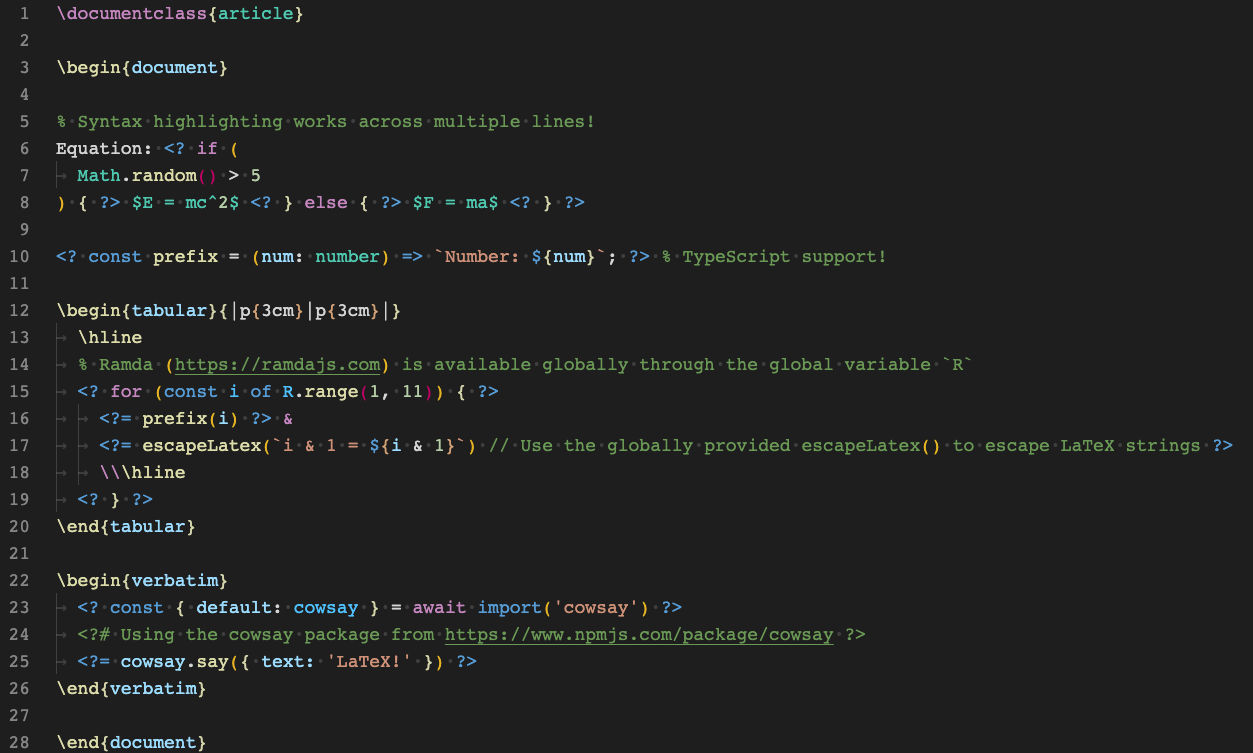 1 \documentclass{article}
2
3 \begin{document}
4
5 % Syntax highlighting works across multiple lines!
6 Equation: <? if (
7 Math.random() > 5
8 ) { ?> $E = mc^2$ <? } else { ?> $F = ma$ <? } ?>
9
10 <? const prefix = (num: number) => `Number: ${num}`; ?> % TypeScript support!
11
12 \begin{tabular}{|p{3cm}|p{3cm}|}
13 \hline
14 % Ramda (https://ramdajs.com) is available globally through the global variable `R`
15 <? for (const i of R.range(1, 11)) { ?>
16 <?= prefix(i) ?> &
17 <?= escapeLatex(`i & 1 = ${i & 1}`) // Use the globally provided escapeLatex() to escape LaTeX strings ?>
18 \\\hline
19 <? } ?>
20 \end{tabular}
21
22 \begin{verbatim}
23 <? const { default: cowsay } = await import('cowsay') ?>
24 <?# Using the cowsay package from https://www.npmjs.com/package/cowsay ?>
25 <?= cowsay.say({ text: 'LaTeX!' }) ?>
26 \end{verbatim}
27
28 \end{document}